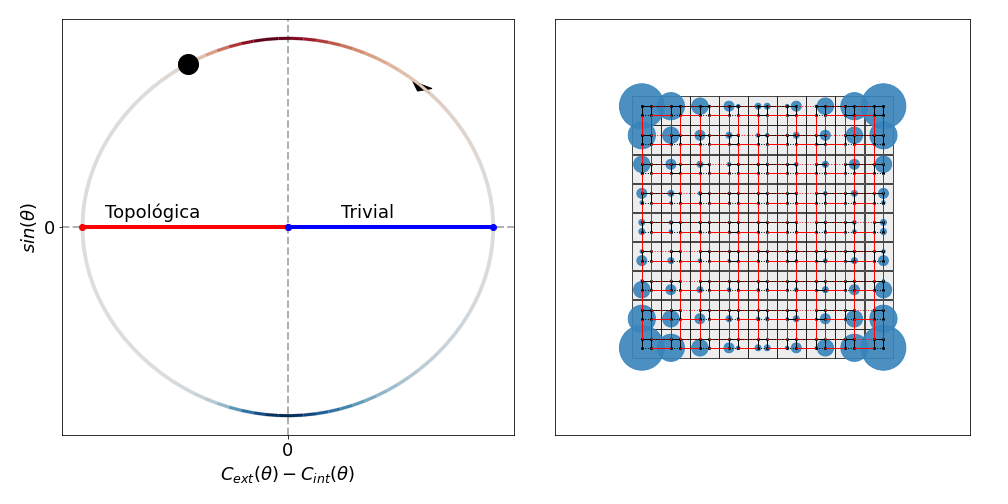 Topológica
Trivial
sin(θ)
0
0
C_ext(θ) − C_int(θ)